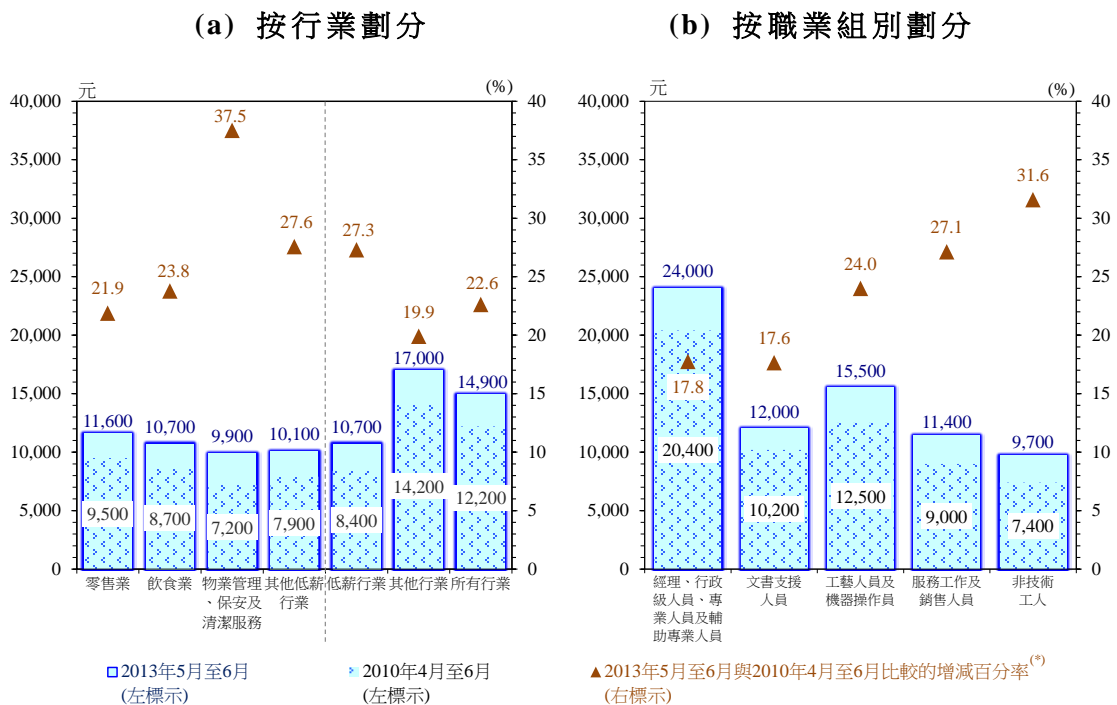 (a) 按行業劃分
元
(%)
40,000
35,000
30,000
25,000
20,000
15,000
10,000
5,000
0
40
35
30
25
20
15
10
5
0
21.9
23.8
37.5
27.6
27.3
19.9
22.6
11,600
10,700
9,900
10,100
10,700
17,000
14,900
9,500
8,700
7,200
7,900
8,400
14,200
12,200
零售業
飲食業
物業管理
、保安及
清潔服務
其他低薪
行業
低薪行業
其他行業
所有行業
(b) 按職業組別劃分
元
(%)
40,000
35,000
30,000
25,000
20,000
15,000
10,000
5,000
0
40
35
30
25
20
15
10
5
0
17.8
17.6
24.0
27.1
31.6
24,000
12,000
15,500
11,400
9,700
20,400
10,200
12,500
9,000
7,400
經理、行政
級人員、專
業人員及輔
助專業人員
文書支援
人員
工藝人員及
機器操作員
服務工作及
銷售人員
非技術
工人
2013年5月至6月
(左標示)
2010年4月至6月
(左標示)
2013年5月至6月與2010年4月至6月比較的增減百分率(*)
(右標示)